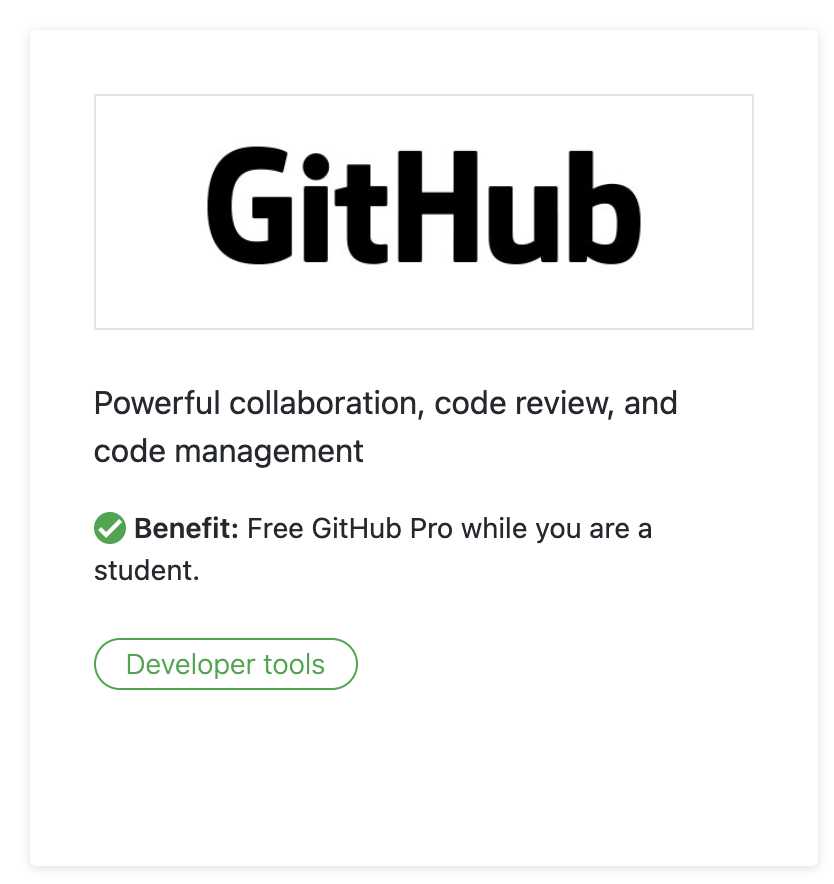 GitHub
Powerful collaboration, code review, and
code management
Benefit: Free GitHub Pro while you are a
student.
Developer tools